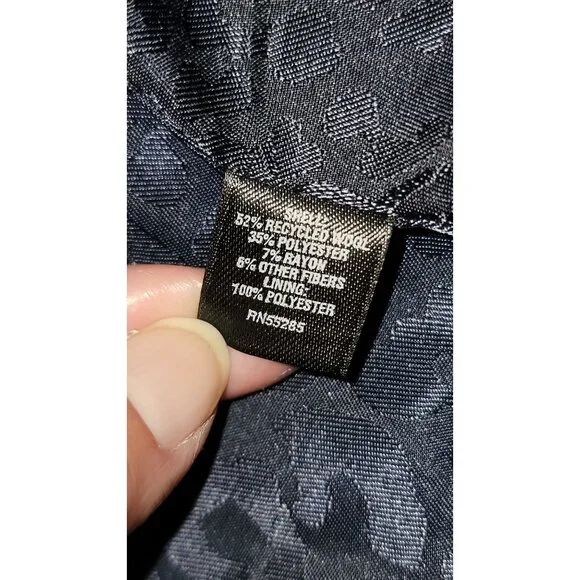 SHELL:
52% RECYCLED WOOL
35% POLYESTER
7% RAYON
6% OTHER FIBERS
LINING:
100% POLYESTER
RN55285